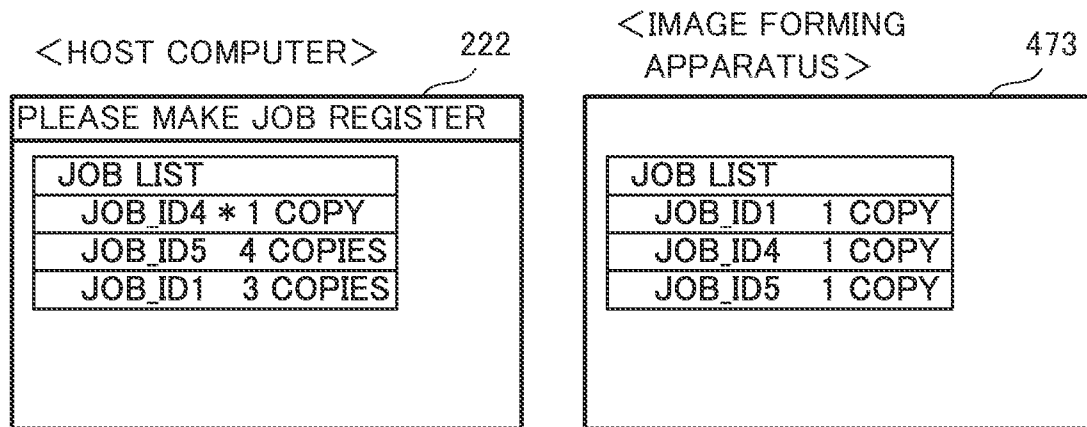 <HOST COMPUTER>
222
PLEASE MAKE JOB REGISTER
JOB LIST
JOB_ID4 * 1 COPY
JOB_ID5 4 COPIES
JOB_ID1 3 COPIES
<IMAGE FORMING
APPARATUS>
473
JOB LIST
JOB_ID1 1 COPY
JOB_ID4 1 COPY
JOB_ID5 1 COPY